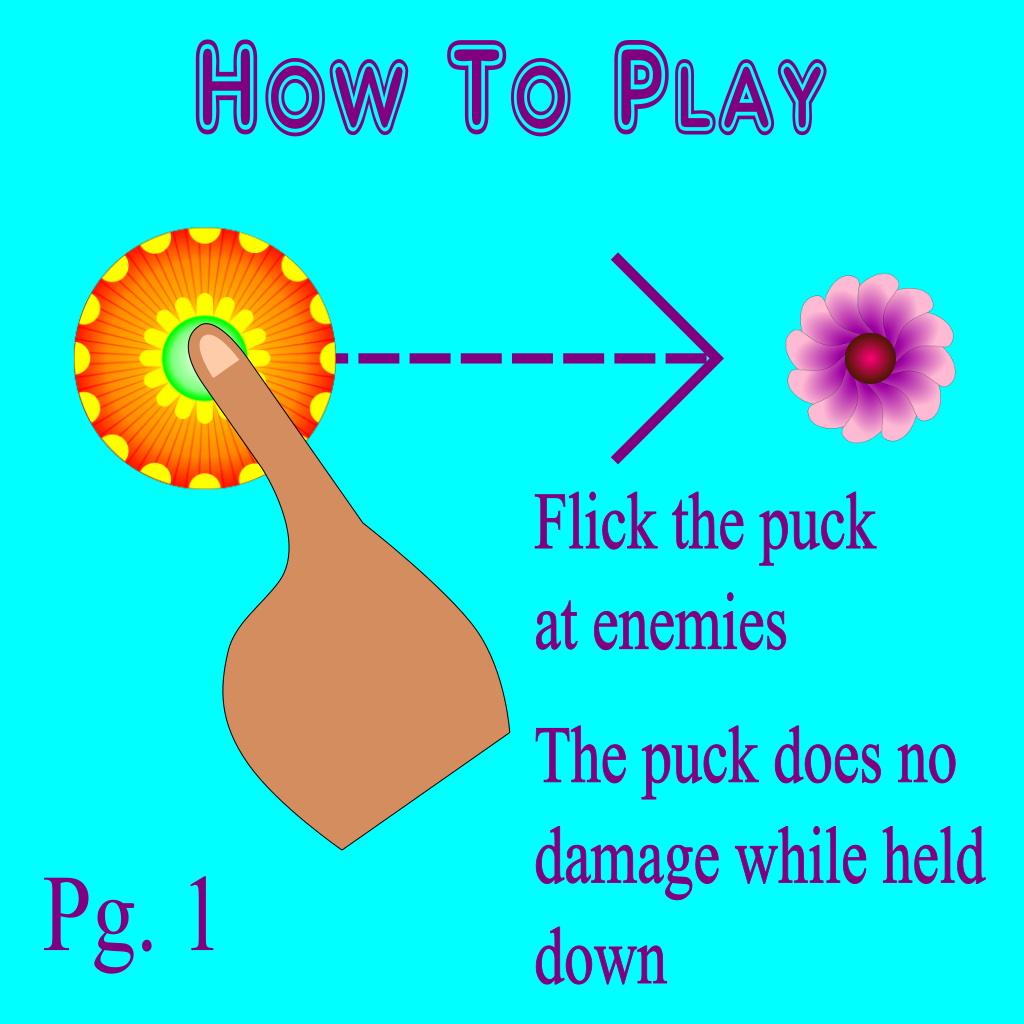 How To Play
Flick the puck
at enemies
The puck does no
damage while held
down
Pg. 1